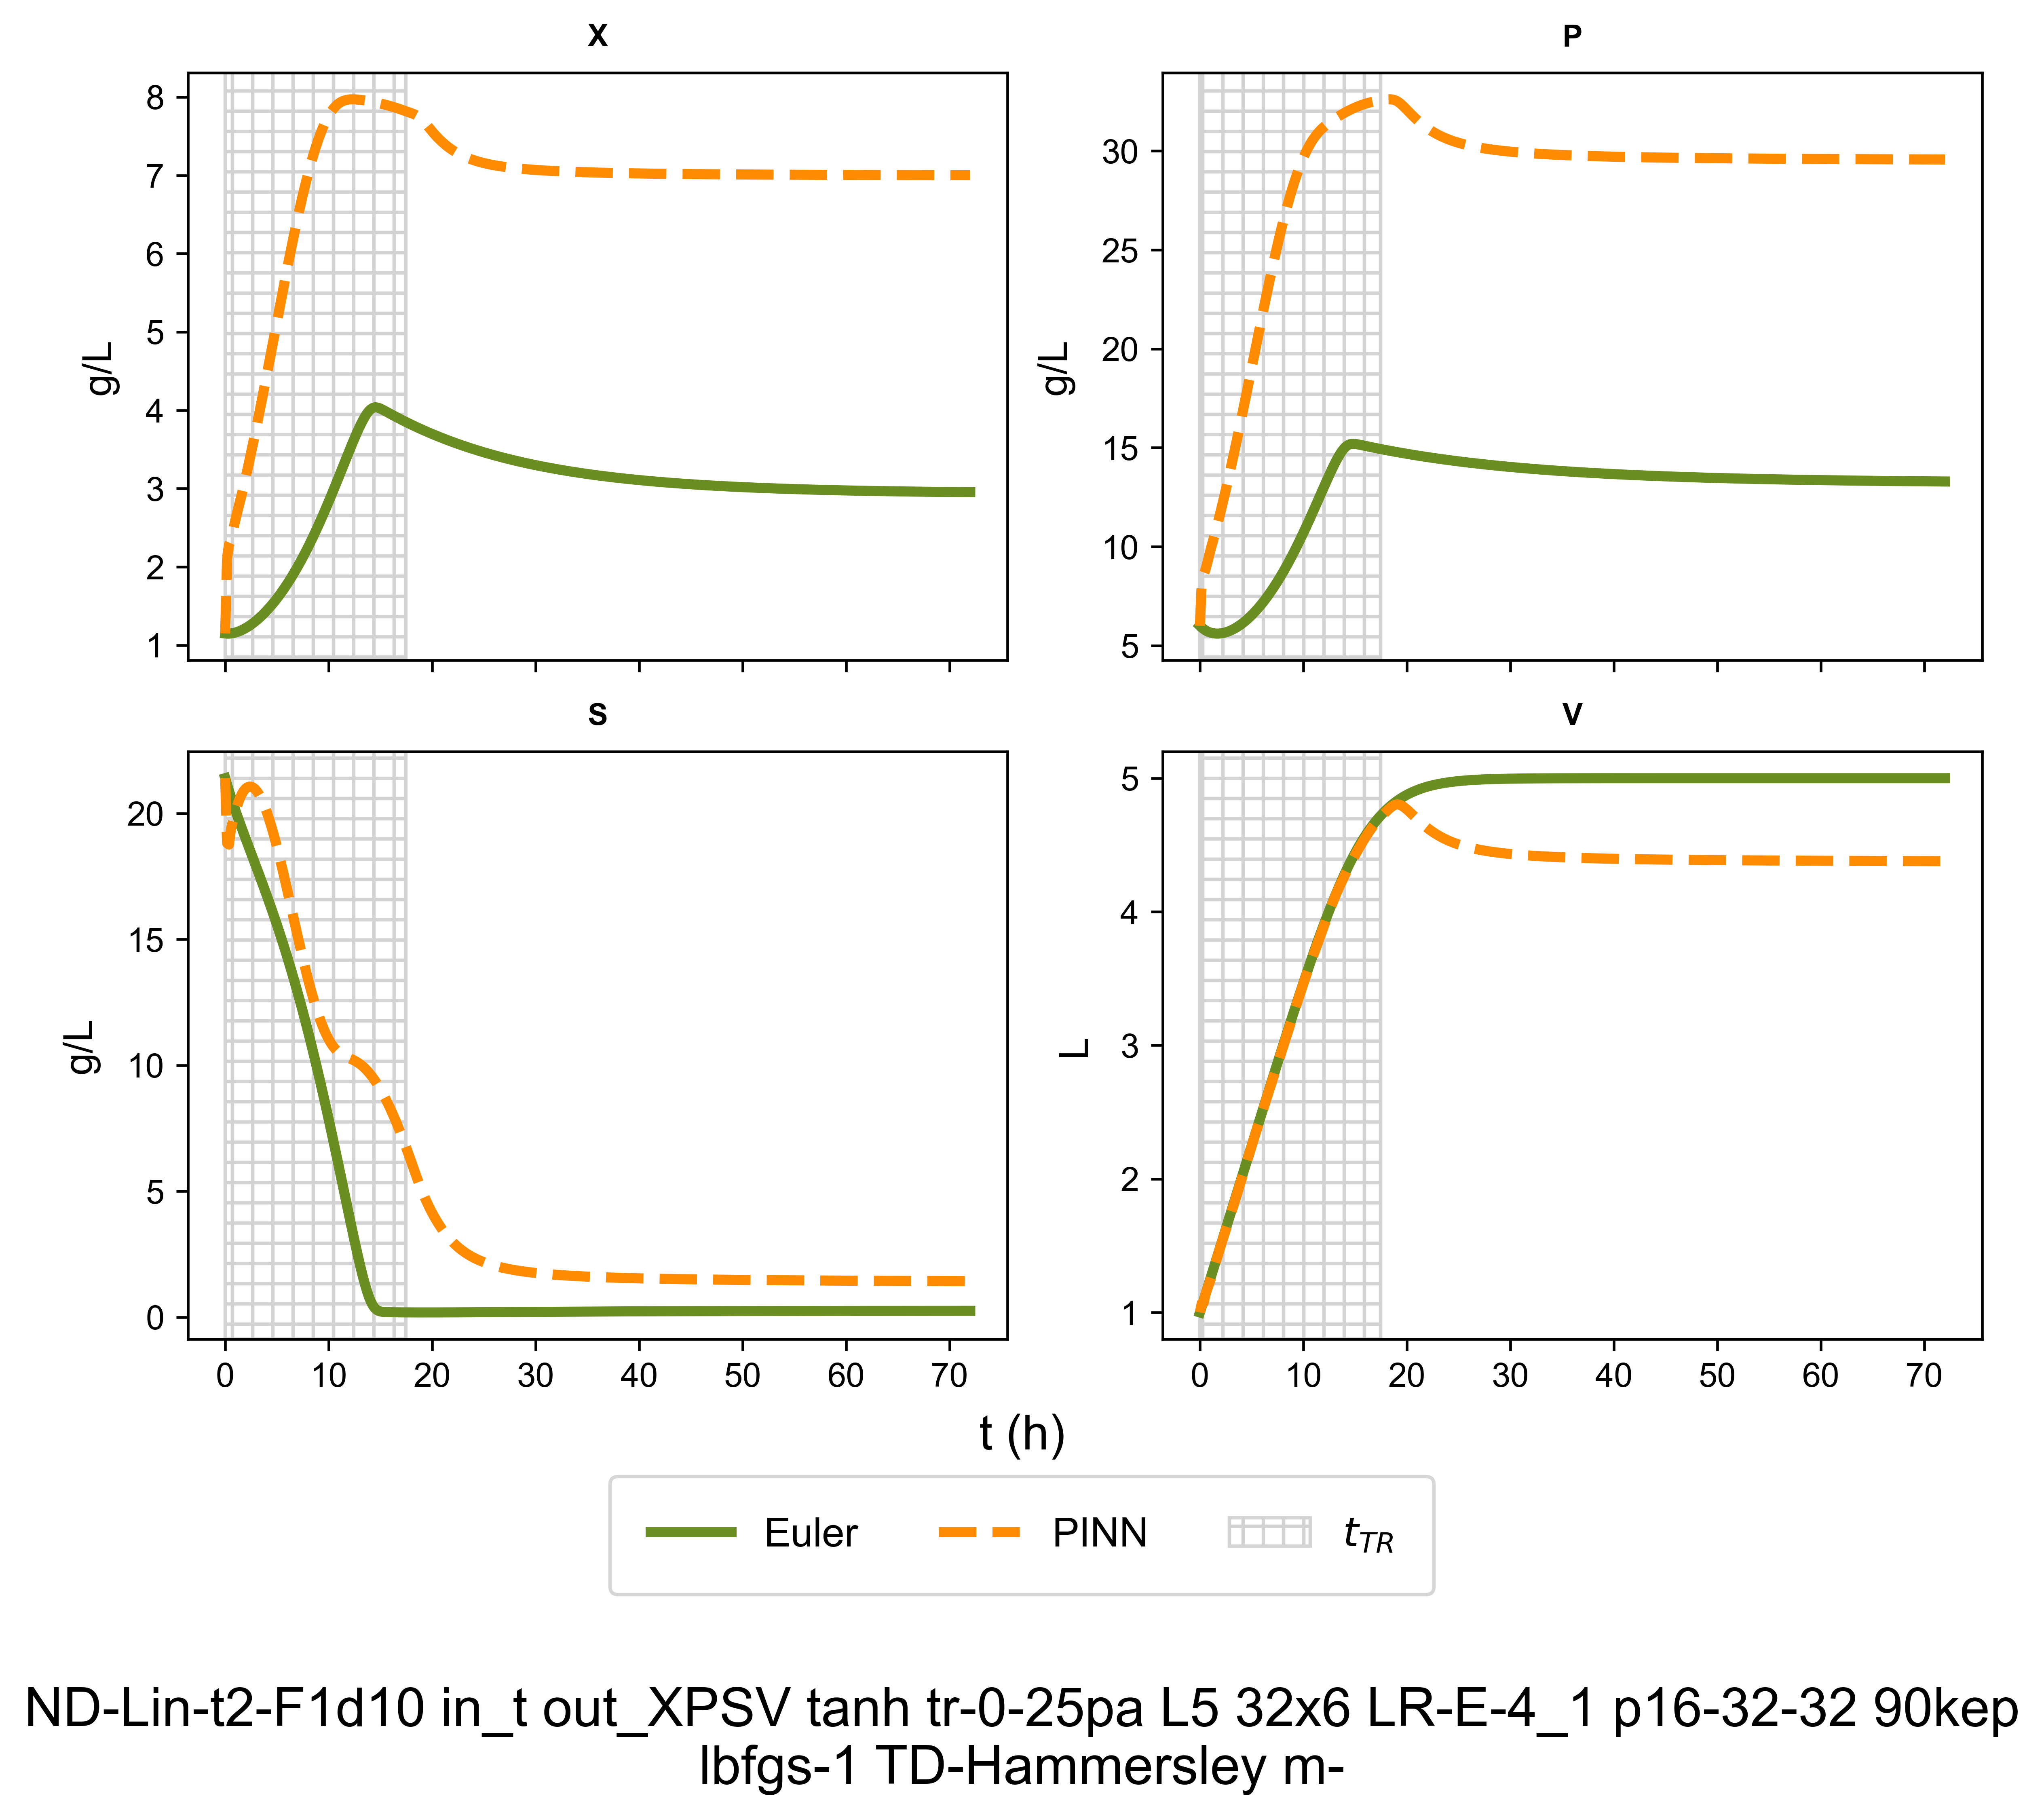 X
8
7
6
5
4
3
2
1
g/L
P
30
25
20
15
10
5
g/L
S
20
15
10
5
0
g/L
0 10 20 30 40 50 60 70
V
5
4
3
2
1
L
0 10 20 30 40 50 60 70
t (h)
Euler PINN t_TR
ND-Lin-t2-F1d10 in_t out_XPSV tanh tr-0-25pa L5 32x6 LR-E-4_1 p16-32-32 90kep
lbfgs-1 TD-Hammersley m-